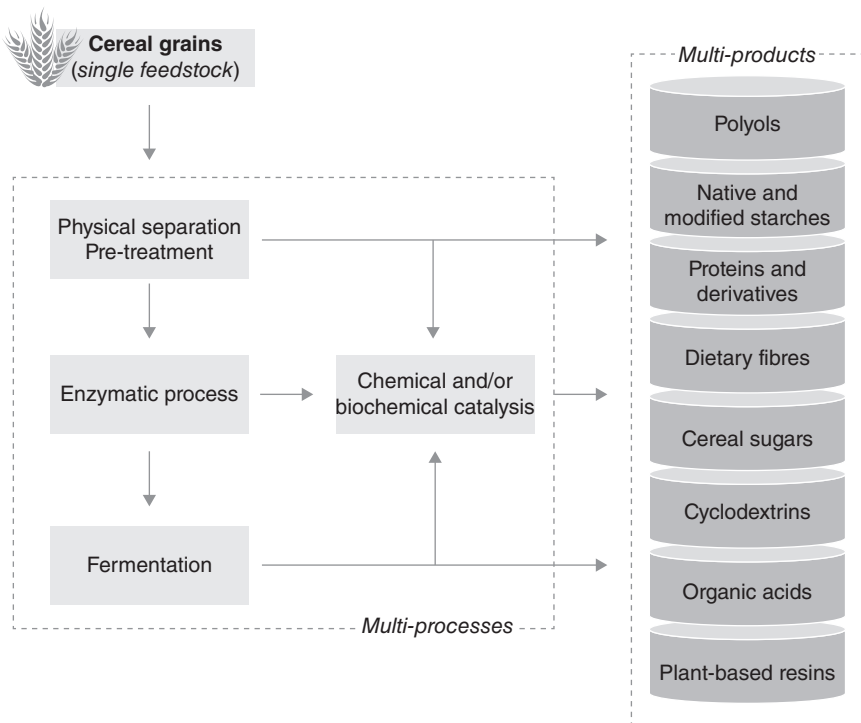 Cereal grains
(single feedstock)
Physical separation
Pre-treatment
Enzymatic process
Chemical and/or
biochemical catalysis
Fermentation
Multi-processes
Multi-products
Polyols
Native and
modified starches
Proteins and
derivatives
Dietary fibres
Cereal sugars
Cyclodextrins
Organic acids
Plant-based resins